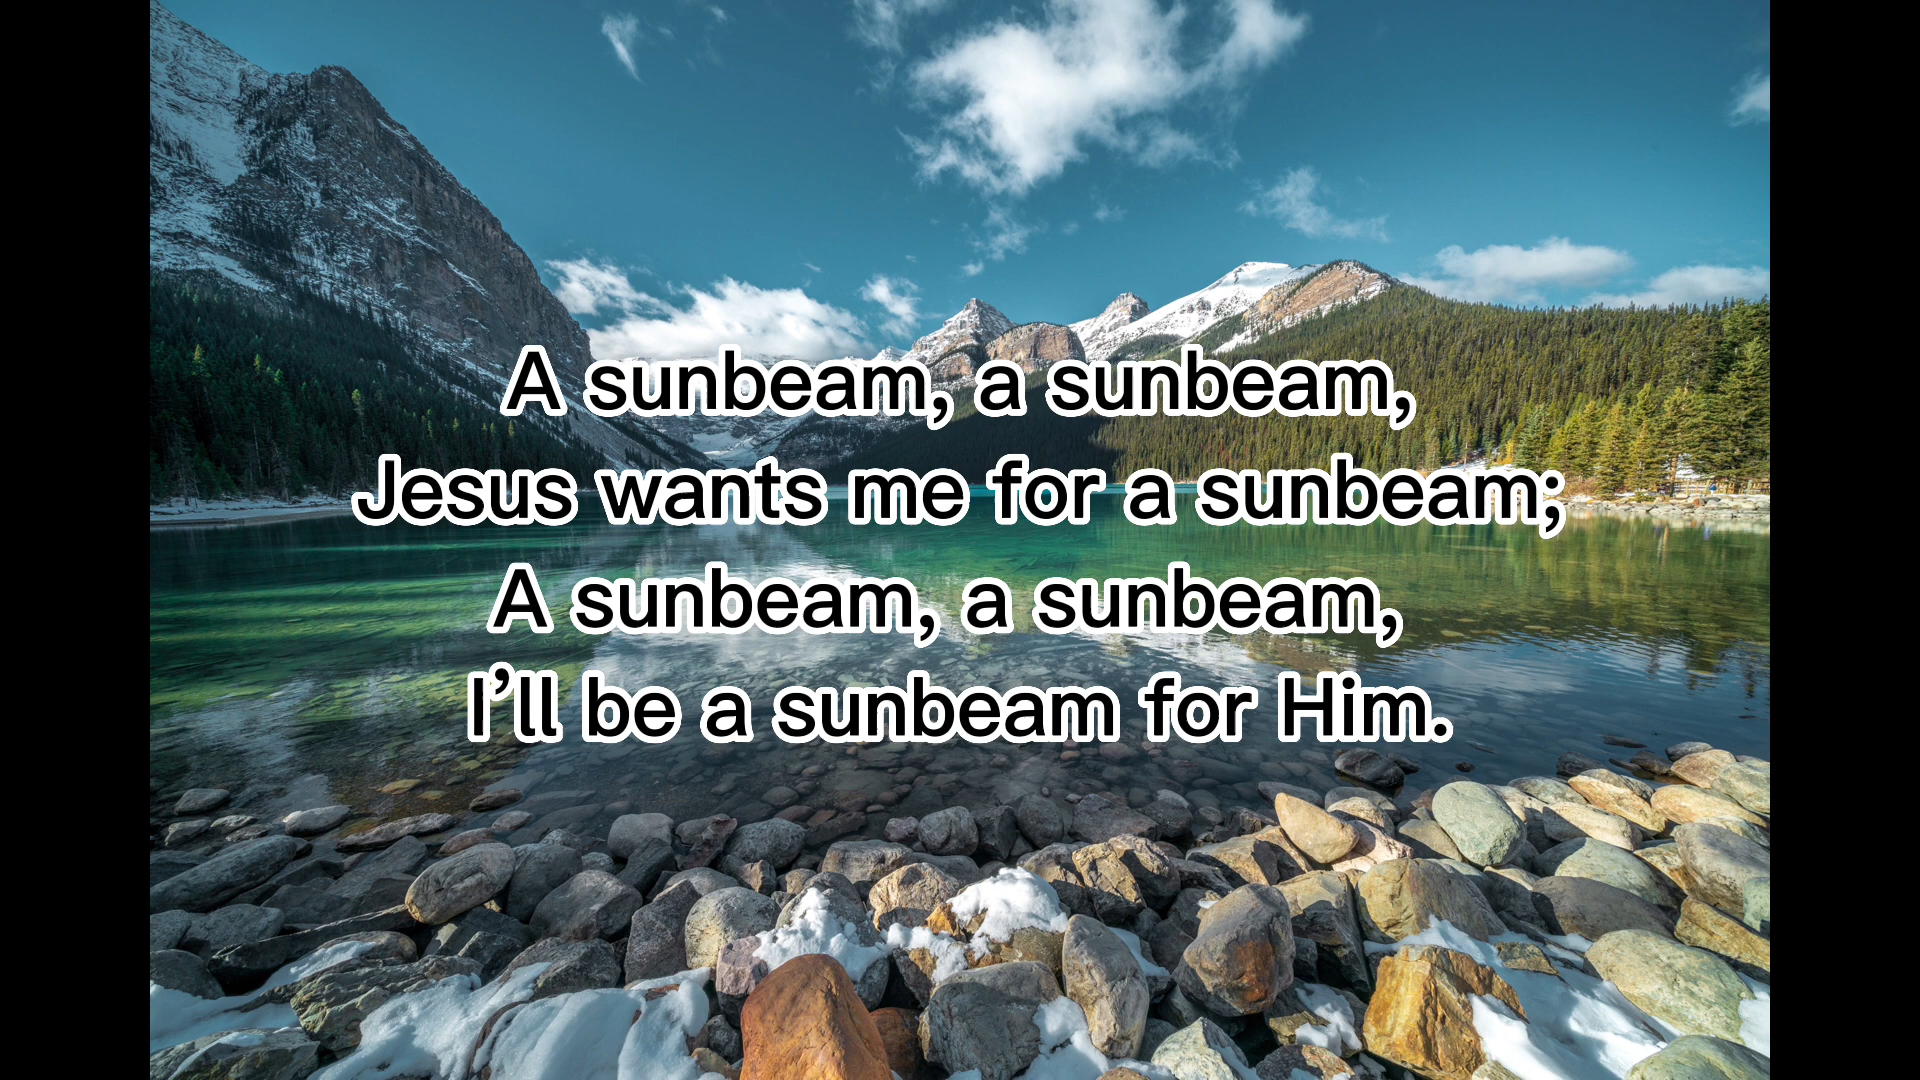 A sunbeam, a sunbeam,
Jesus wants me for a sunbeam;
A sunbeam, a sunbeam,
I’ll be a sunbeam for Him.